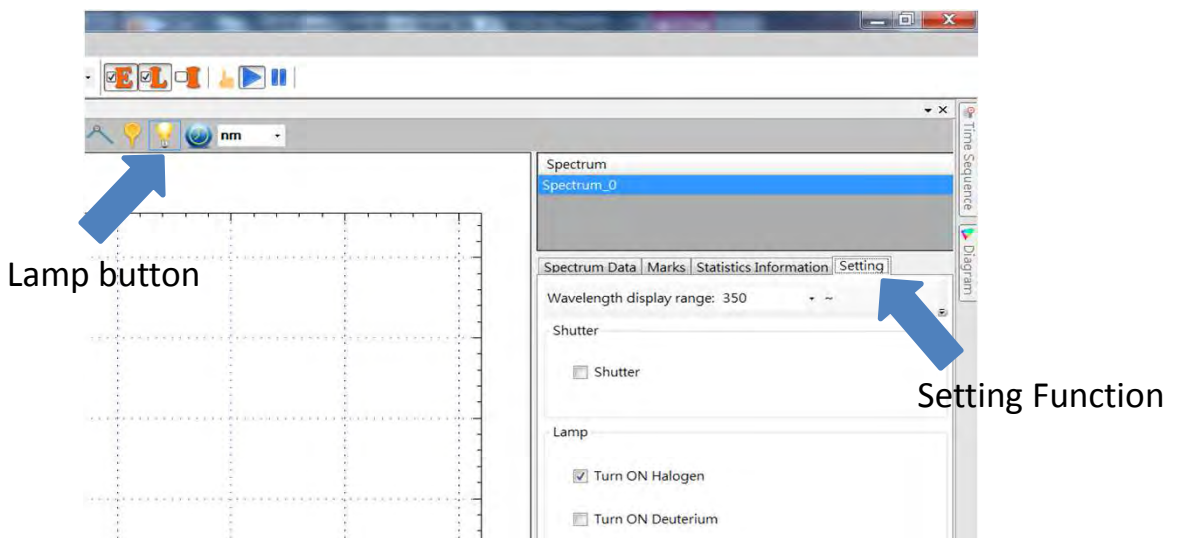 E L I
nm
Time Sequence
Spectrum
Spectrum_0
Diagram
Lamp button
Spectrum Data Marks Statistics Information Setting
Wavelength display range: 350 ~
Shutter
Shutter
Setting Function
Lamp
Turn ON Halogen
Turn ON Deuterium